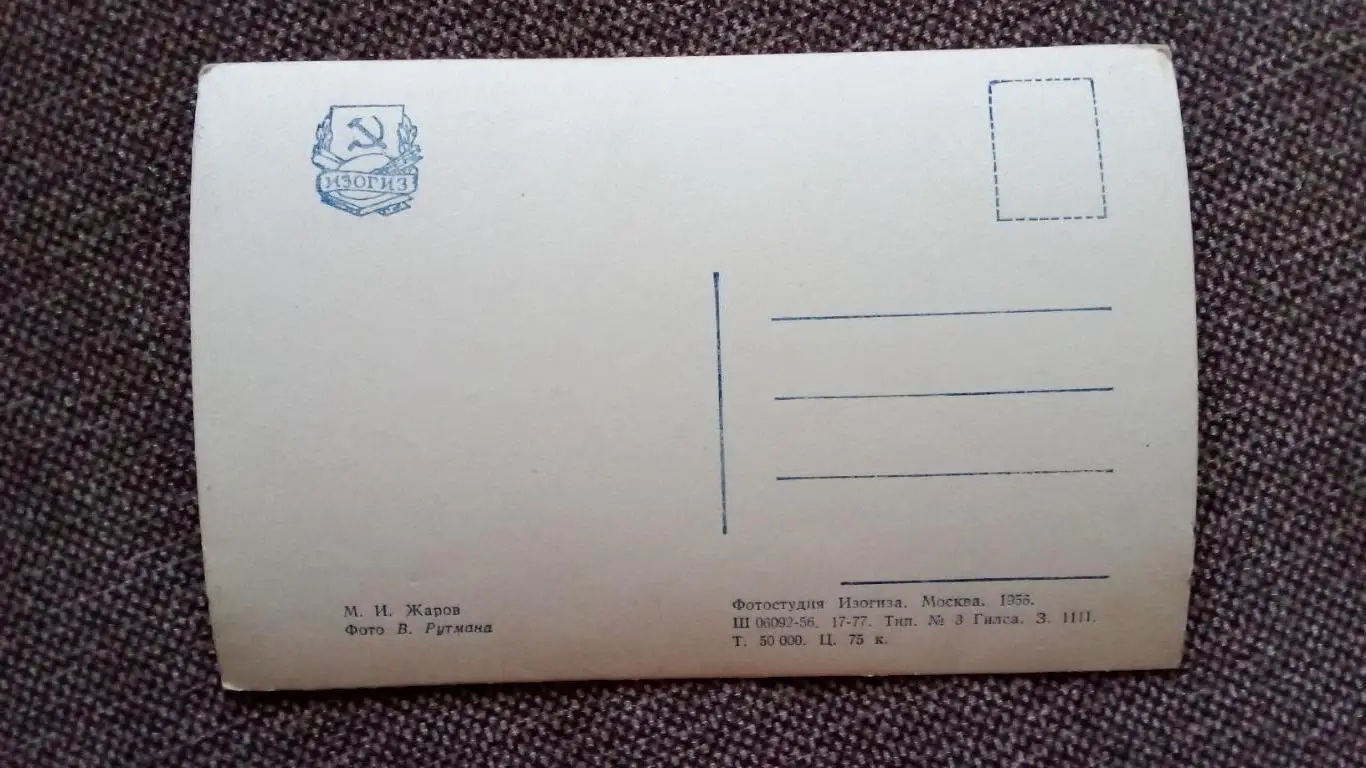 ИЗОГИЗ
М. И. Жаров
Фото В. Рутмана
Фотостудия Изогиза. Москва. 1956.
Ш 06092-56. 17-77. Тип. № 3 Гилса. З. 1111.
Т. 50 000. Ц. 75 к.